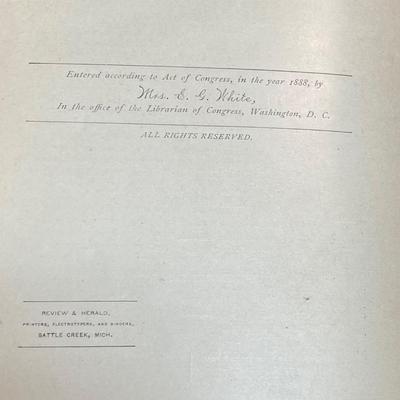 Entered according to Act of Congress, in the year 1888, by
Mrs. E. G. White,
In the office of the Librarian of Congress, Washington, D. C.
ALL RIGHTS RESERVED.
REVIEW & HERALD,
PRINTERS, ELECTROTYPERS, AND BINDERS,
BATTLE CREEK, MICH.